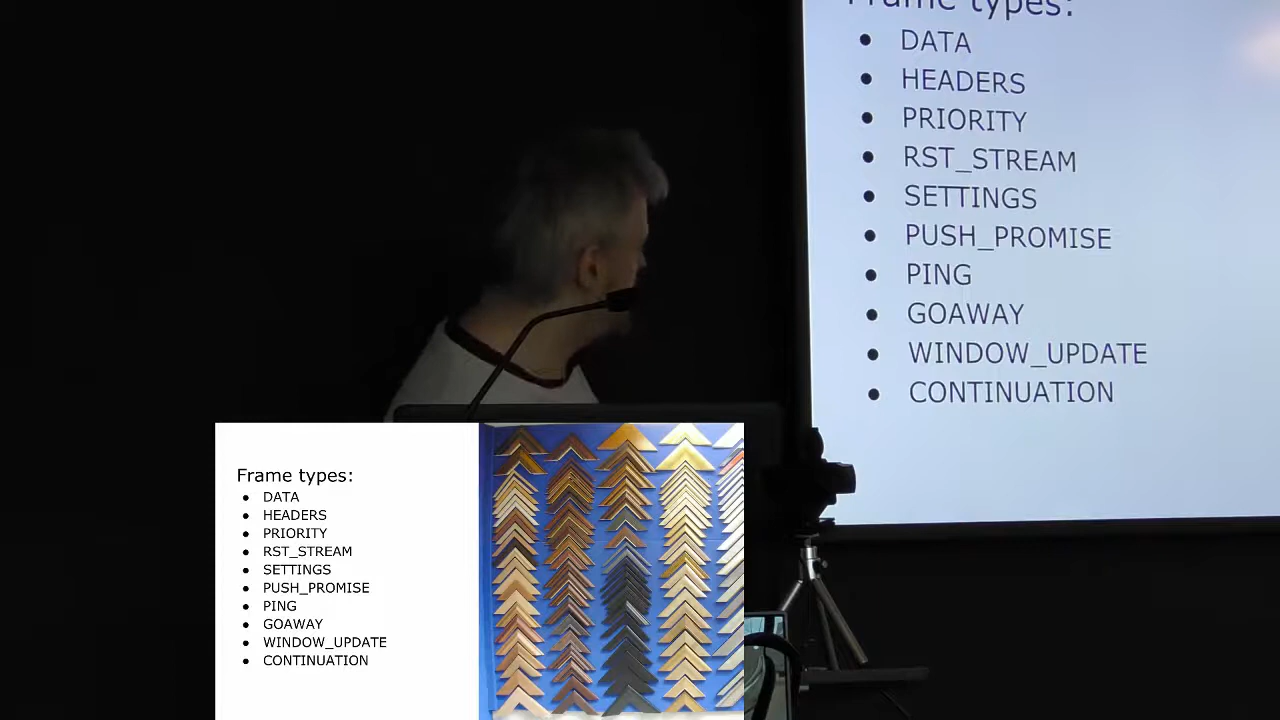 Frame types:
• DATA
• HEADERS
• PRIORITY
• RST_STREAM
• SETTINGS
• PUSH_PROMISE
• PING
• GOAWAY
• WINDOW_UPDATE
• CONTINUATION
Frame types:
• DATA
• HEADERS
• PRIORITY
• RST_STREAM
• SETTINGS
• PUSH_PROMISE
• PING
• GOAWAY
• WINDOW_UPDATE
• CONTINUATION